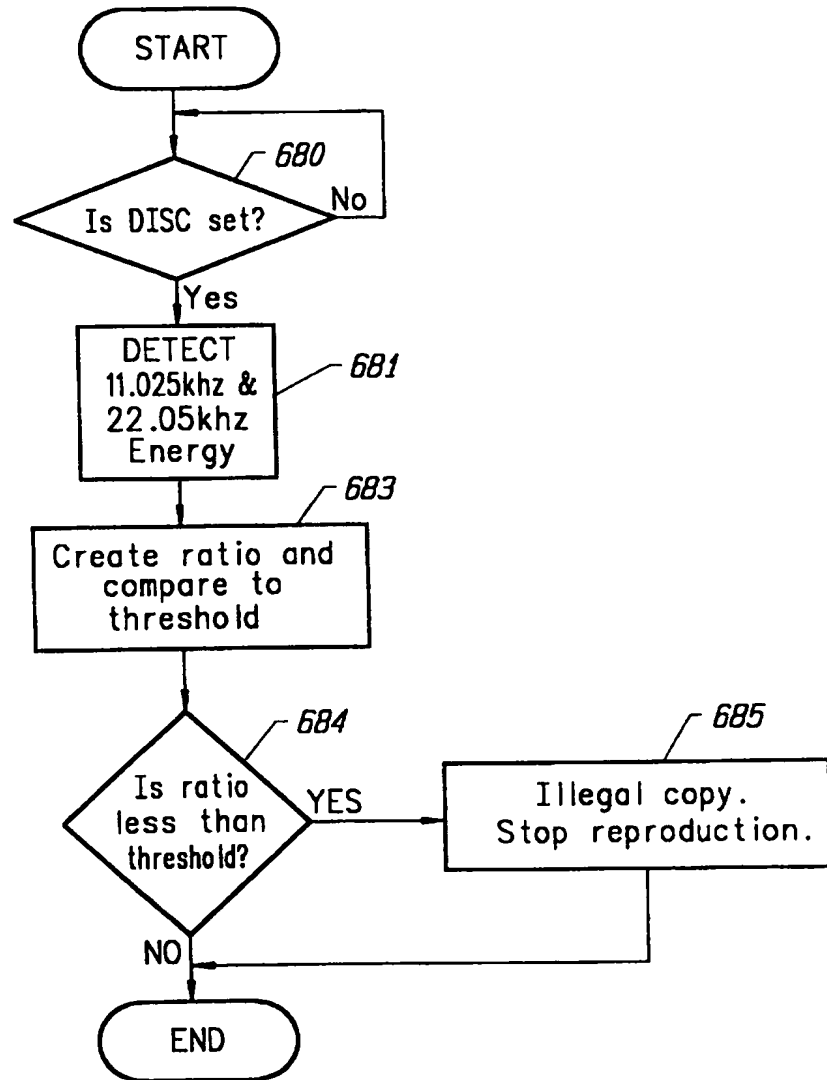 START
680
Is DISC set?
No
Yes
DETECT
11.025khz &
22.05khz
Energy
681
683
Create ratio and
compare to
threshold
684
Is ratio
less than
threshold?
YES
685
Illegal copy.
Stop reproduction.
NO
END